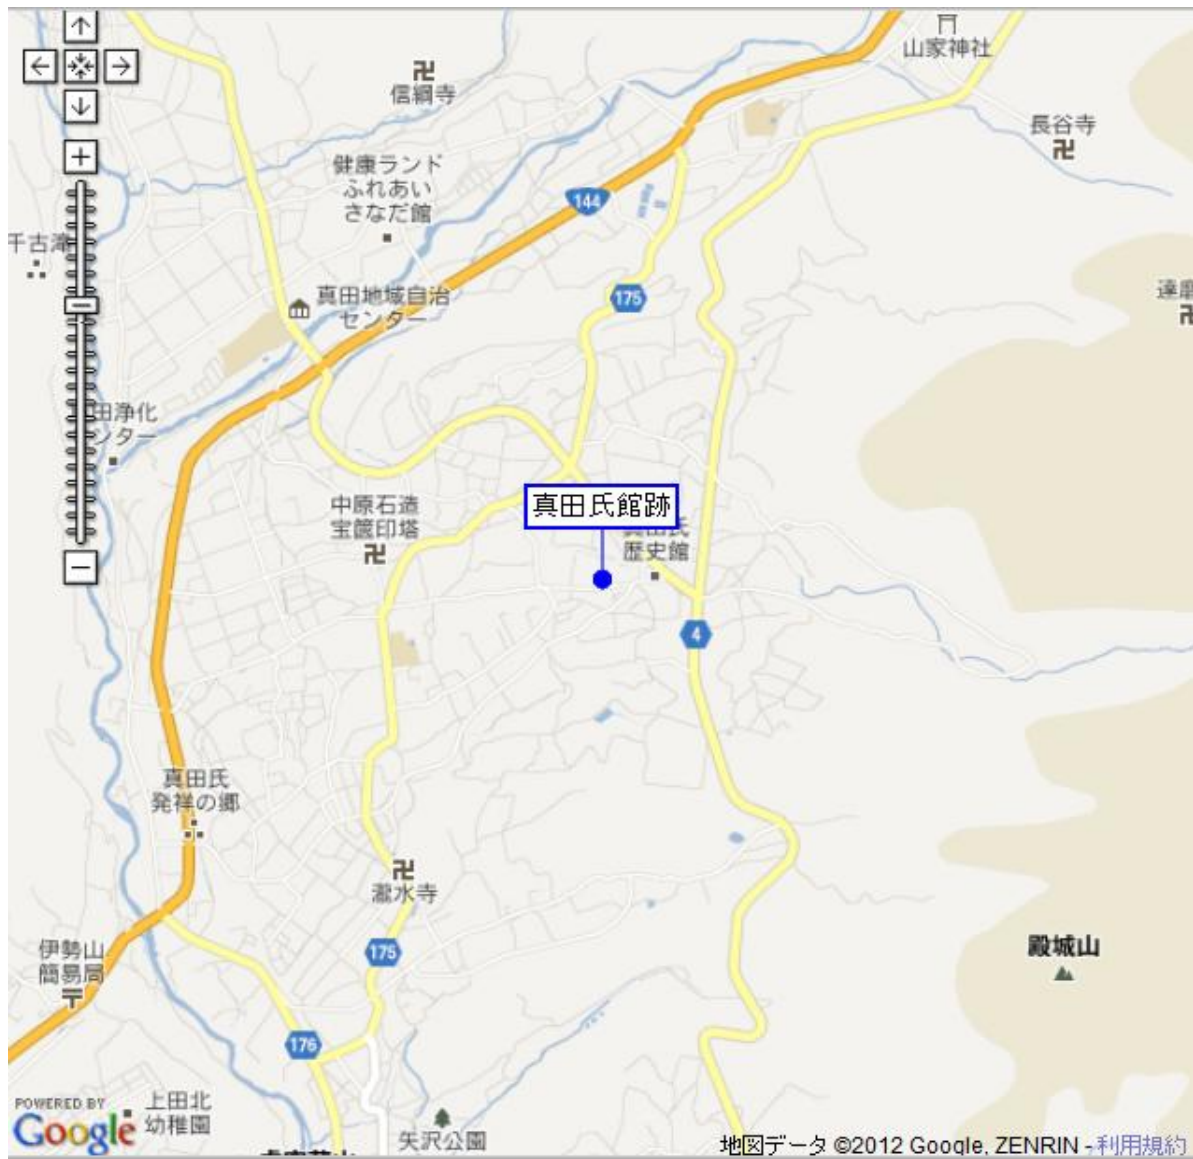 山家神社
信綱寺
長谷寺
健康ランド
ふれあい
さなだ館
144
千古滝
真田地域自治
センター
175
田浄化
ンター
中原石造
宝篋印塔
真田氏館跡
歴史館
4
真田氏
発祥の郷
瀧水寺
伊勢山
簡易局
175
殿城山
176
POWERED BY
Google
上田北
幼稚園
矢沢公園
地図データ ©2012 Google, ZENRIN - 利用規約